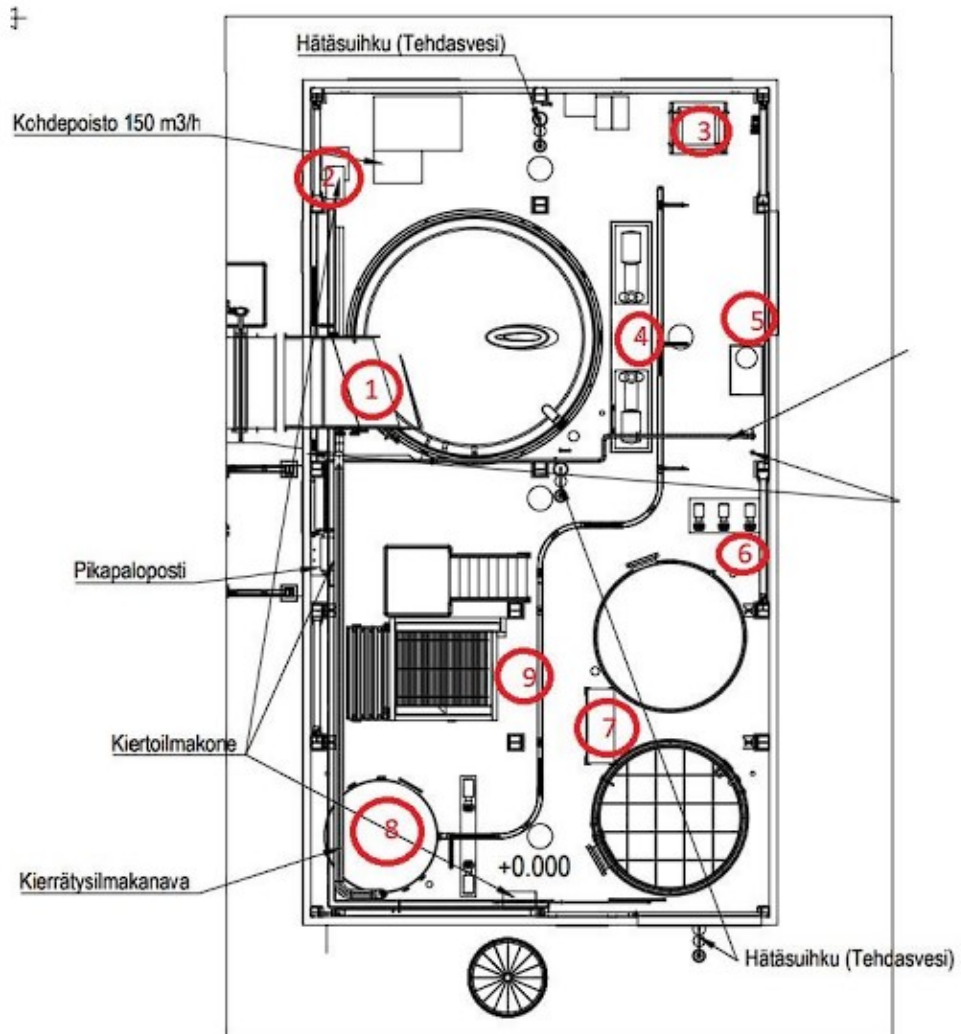 Hätäsuihku (Tehdasvesi)
Kohdepoisto 150 m3/h
3
2
5
4
1
6
Pikapaloposti
9
7
Kiertoilmakone
8
+0.000
Kierrätysilmakanava
Hätäsuihku (Tehdasvesi)